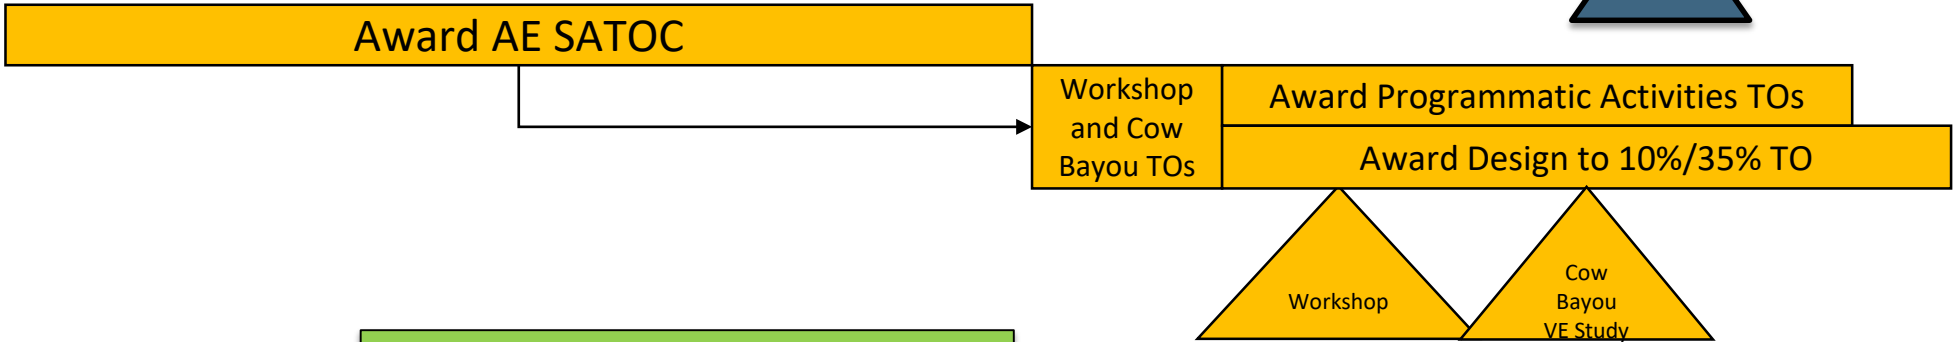 Award AE SATOC
Workshop
and Cow
Bayou TOs
Award Programmatic Activities TOs
Award Design to 10%/35% TO
Workshop
Cow
Bayou
VE Study